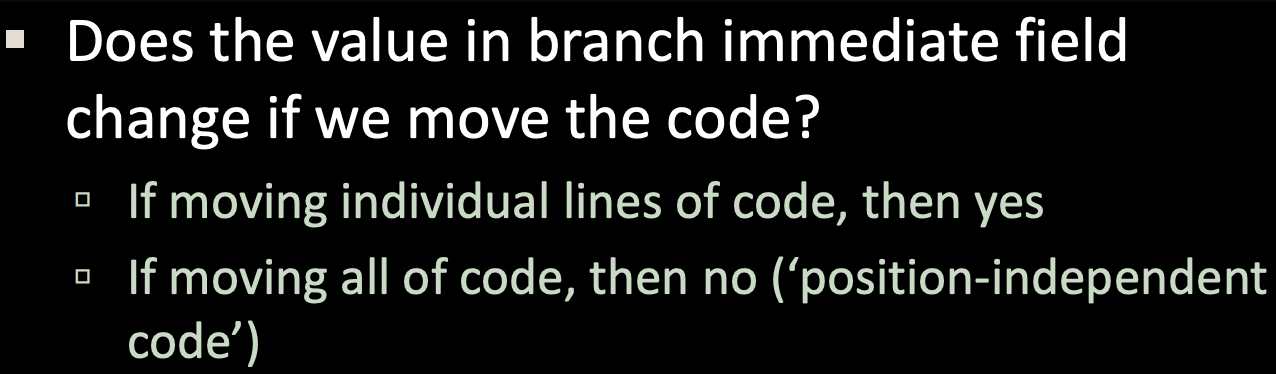 Does the value in branch immediate field
change if we move the code?
If moving individual lines of code, then yes
If moving all of code, then no (‘position-independent
code’)